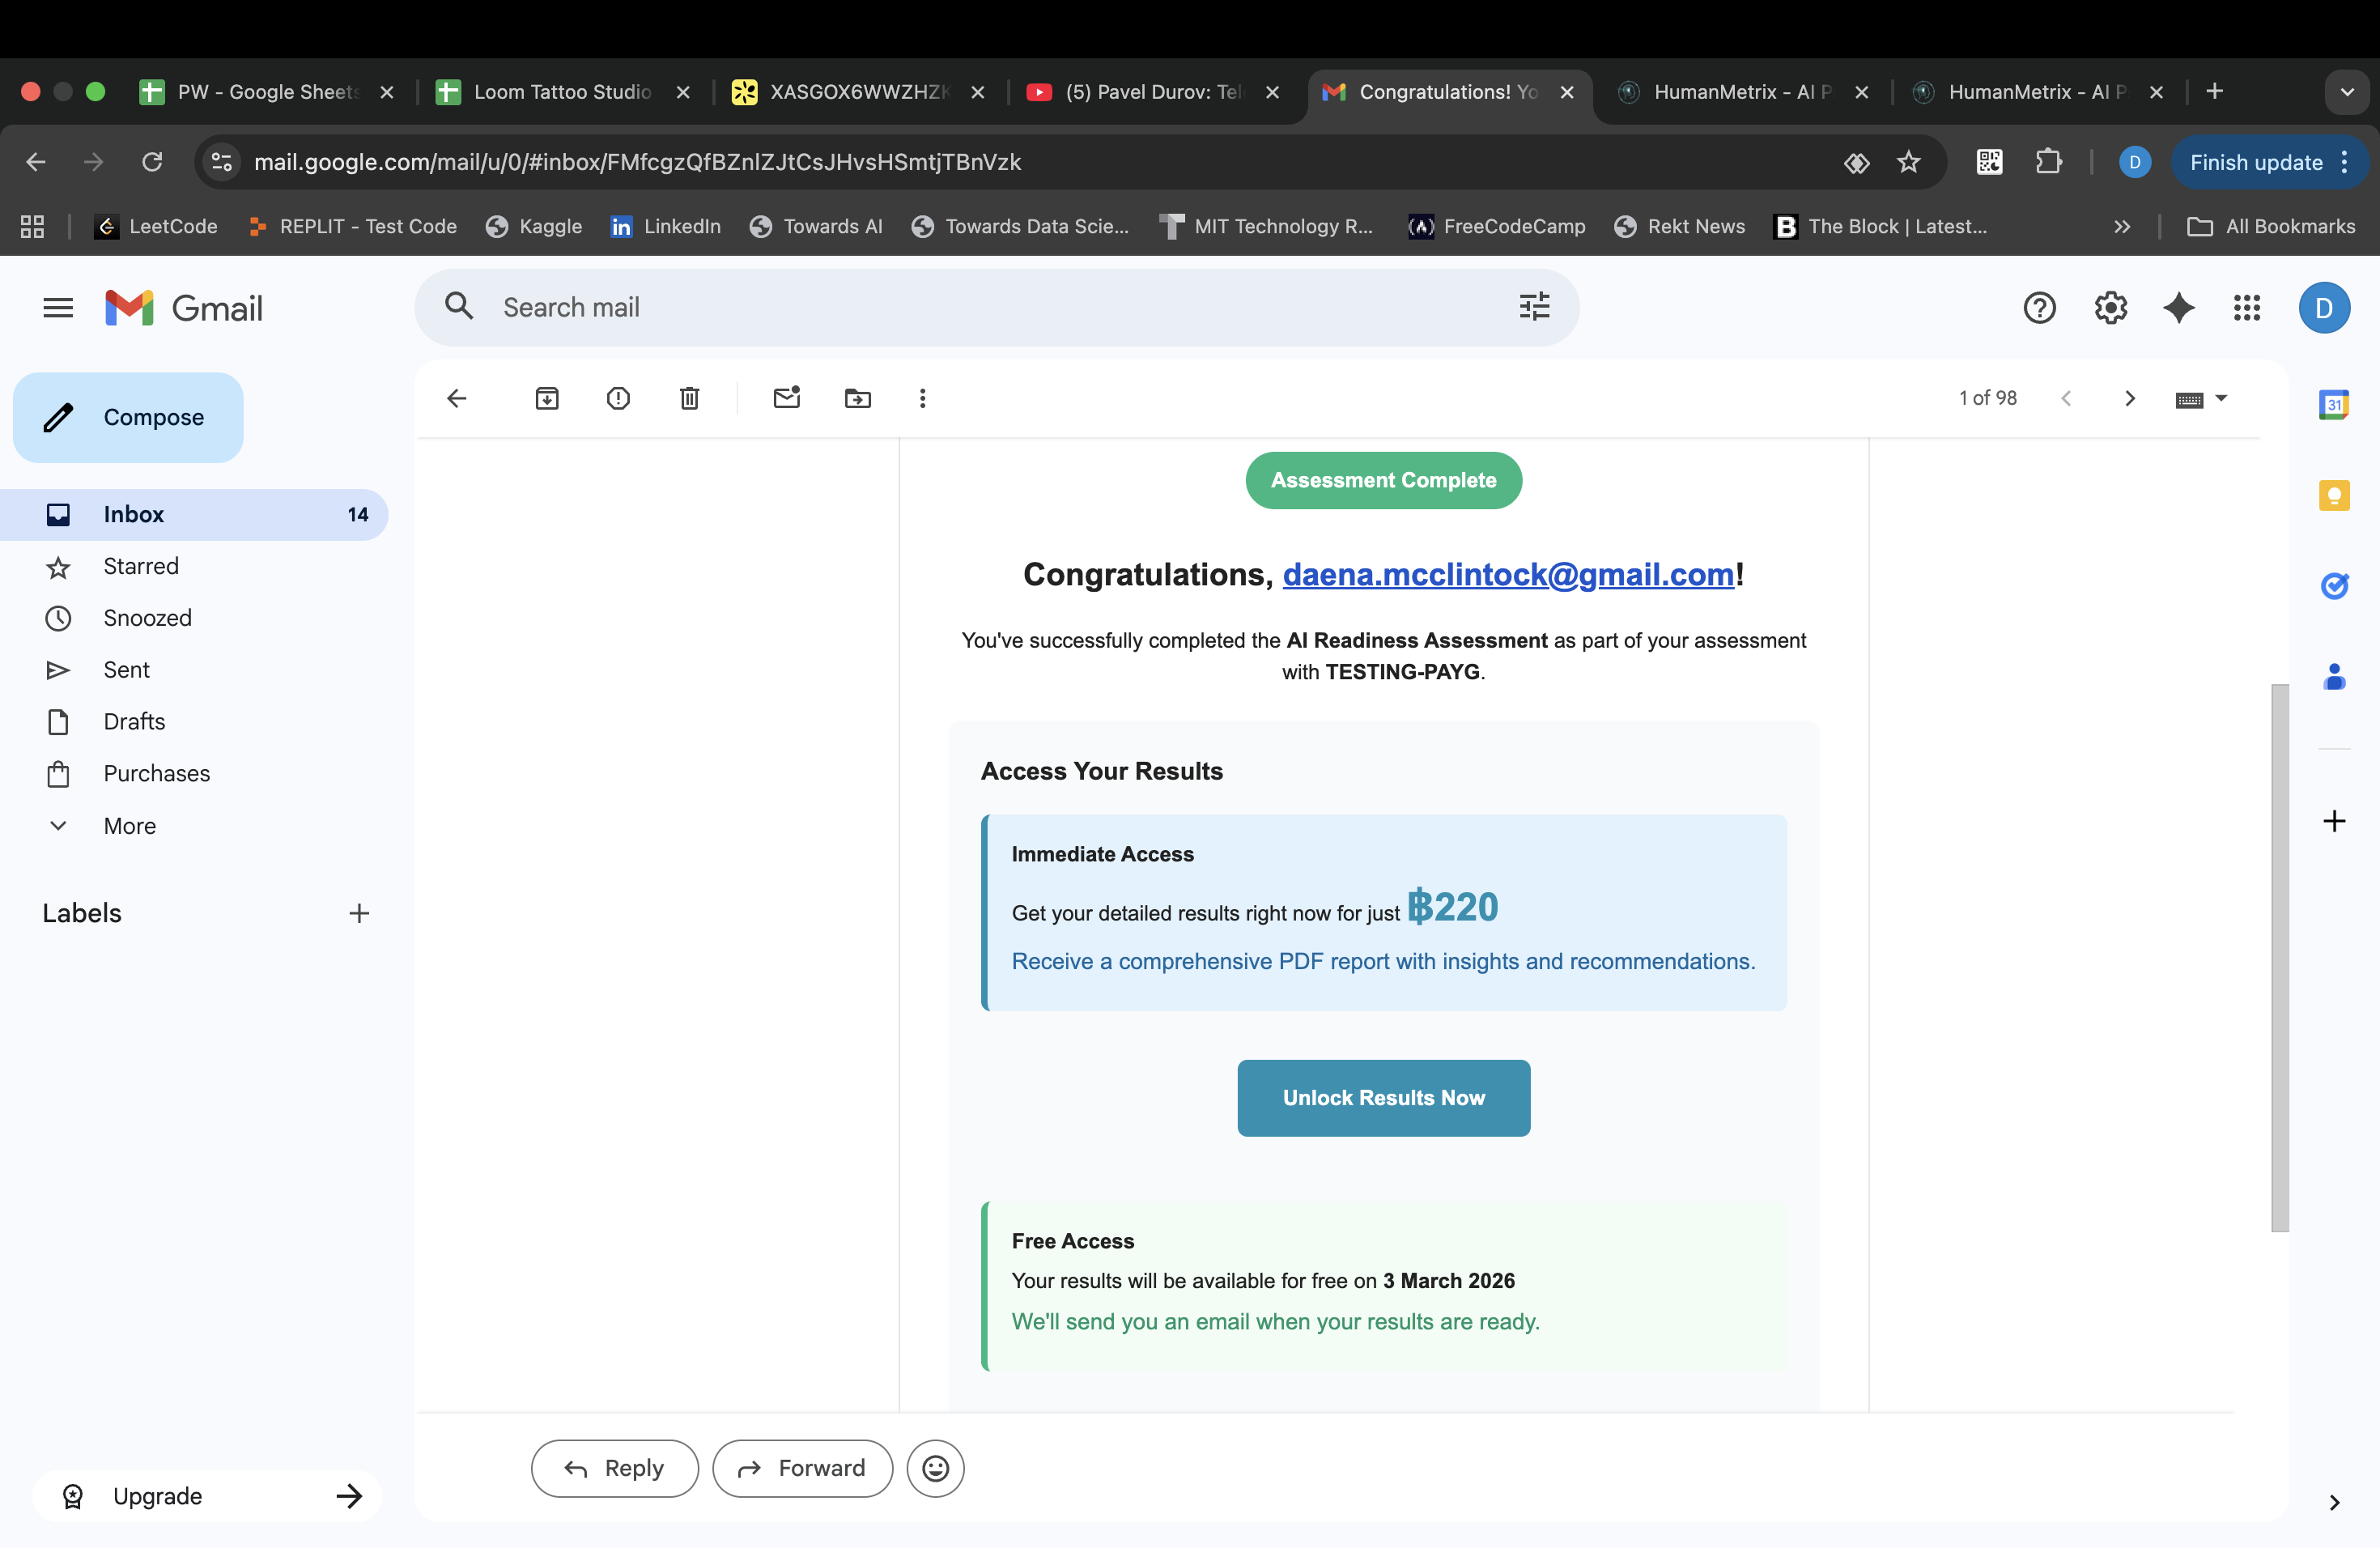 PW - Google Sheets
Loom Tattoo Studio
XASGOX6WWZHZK
(5) Pavel Durov: Tel
Congratulations! Yo
HumanMetrix - AI P
HumanMetrix - AI P
mail.google.com/mail/u/0/#inbox/FMfcgzQfBZnlZJtCsJHvsHSmtjTBnVzk
D
Finish update
LeetCode
REPLIT - Test Code
Kaggle
LinkedIn
Towards AI
Towards Data Scie...
MIT Technology R...
FreeCodeCamp
Rekt News
The Block | Latest...
All Bookmarks
Gmail
Search mail
D
Compose
1 of 98
31
Inbox 14
Starred
Snoozed
Sent
Drafts
Purchases
More
Labels
Assessment Complete
Congratulations, daena.mcclintock@gmail.com!
You've successfully completed the AI Readiness Assessment as part of your assessment
with TESTING-PAYG.
Access Your Results
Immediate Access
Get your detailed results right now for just ฿220
Receive a comprehensive PDF report with insights and recommendations.
Unlock Results Now
Free Access
Your results will be available for free on 3 March 2026
We'll send you an email when your results are ready.
Reply
Forward
Upgrade